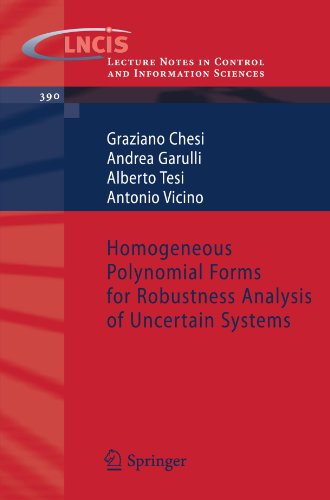 LNCIS
LECTURE NOTES IN CONTROL
AND INFORMATION SCIENCES
390
Graziano Chesi
Andrea Garulli
Alberto Tesi
Antonio Vicino
Homogeneous
Polynomial Forms
for Robustness Analysis
of Uncertain Systems
Springer